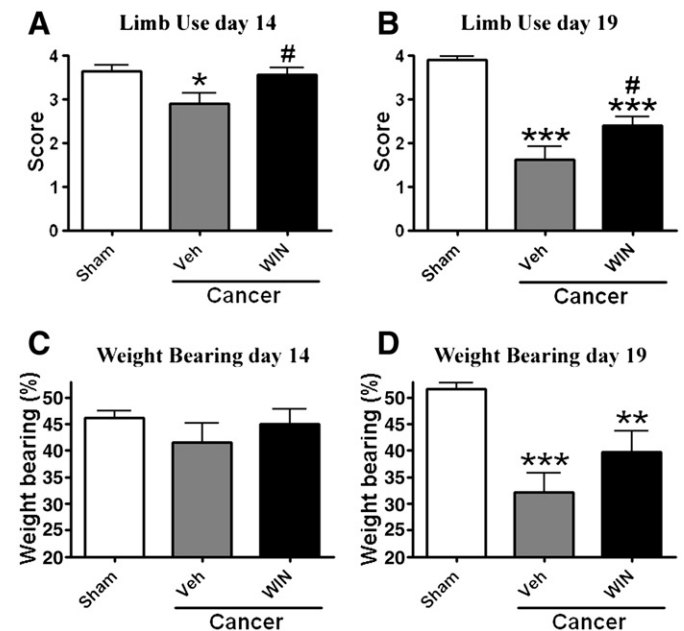 A
Limb Use day 14
Score
4
3
2
1
0
*
#
Sham
Veh
WIN
Cancer
B
Limb Use day 19
Score
4
3
2
1
0
***
#
***
Sham
Veh
WIN
Cancer
C
Weight Bearing day 14
Weight bearing (%)
50
45
40
35
30
25
20
Sham
Veh
WIN
Cancer
D
Weight Bearing day 19
Weight bearing (%)
50
45
40
35
30
25
20
***
**
Sham
Veh
WIN
Cancer